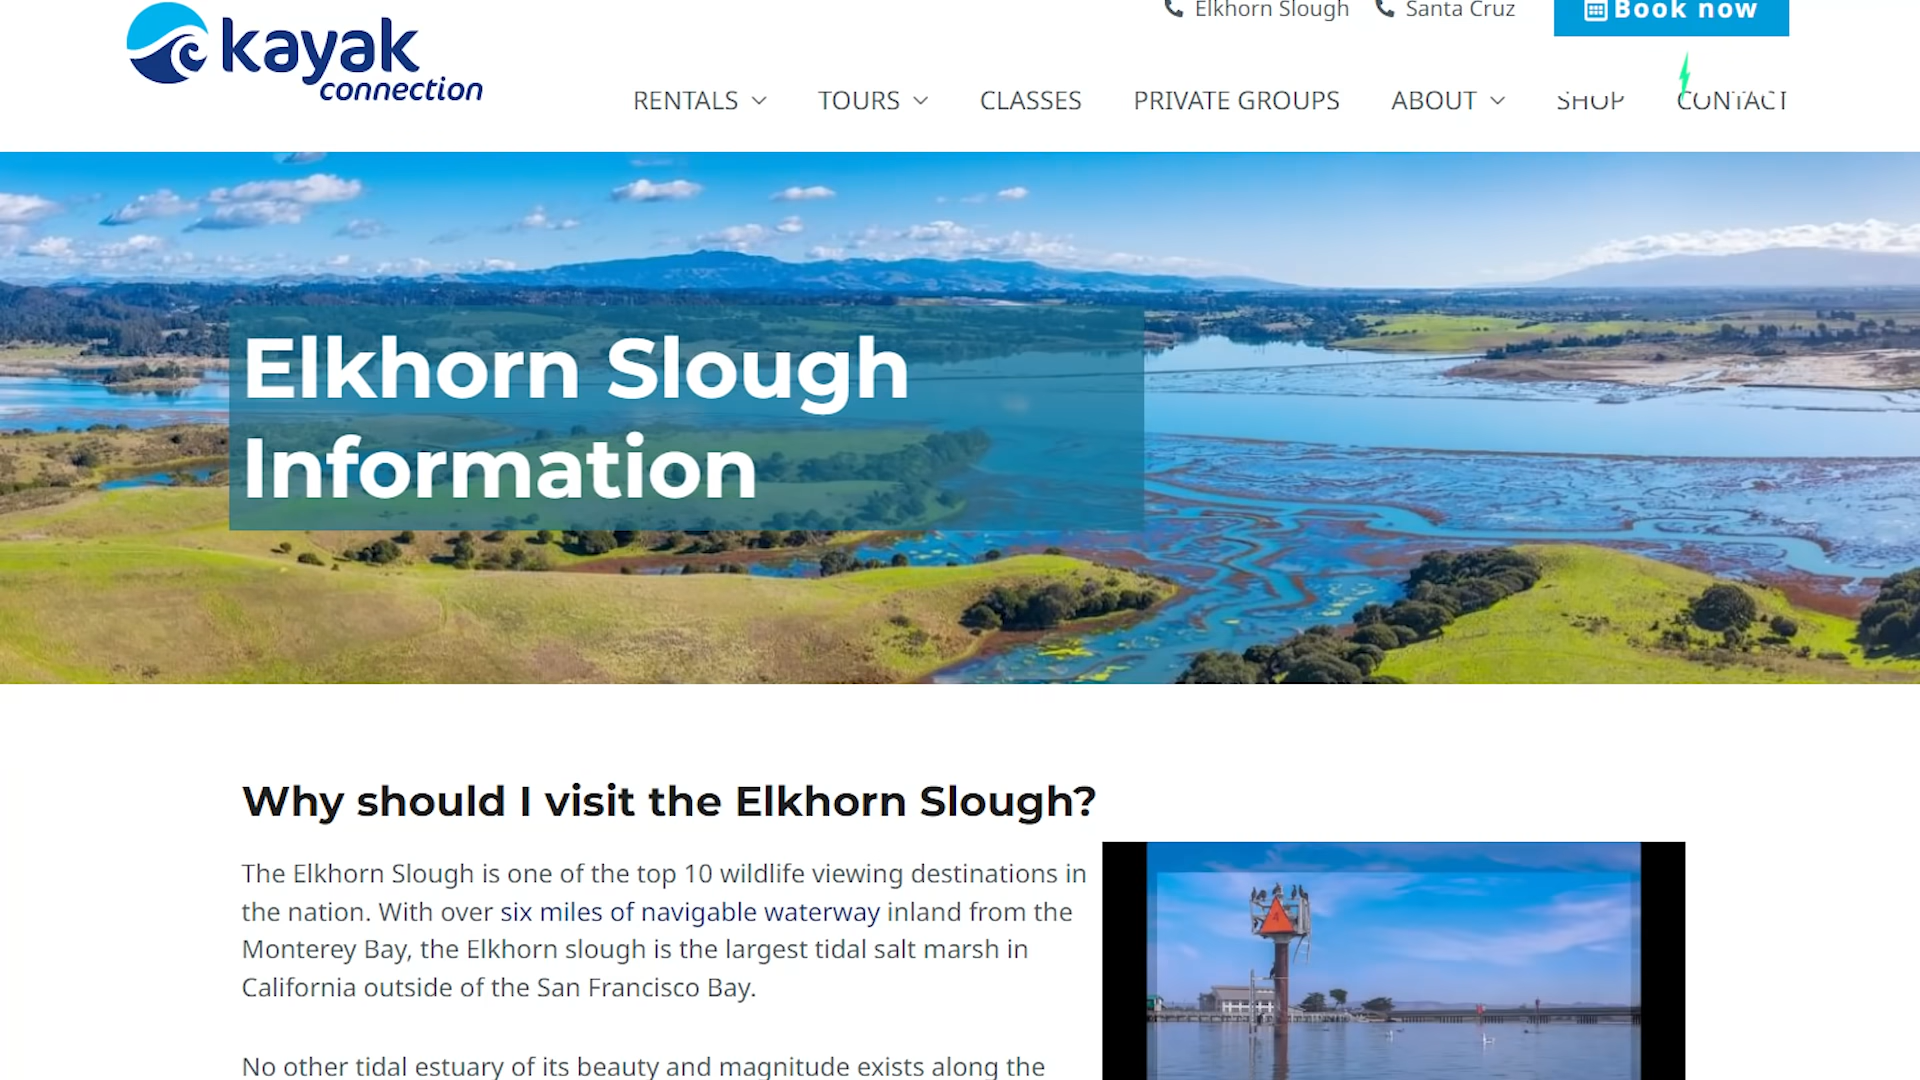 kayak
connection
Elkhorn Slough
Santa Cruz
Book now
RENTALS
TOURS
CLASSES
PRIVATE GROUPS
ABOUT
SHOP
CONTACT
Elkhorn Slough
Information
Why should I visit the Elkhorn Slough?
The Elkhorn Slough is one of the top 10 wildlife viewing destinations in
the nation. With over six miles of navigable waterway inland from the
Monterey Bay, the Elkhorn slough is the largest tidal salt marsh in
California outside of the San Francisco Bay.
4
No other tidal estuary of its beauty and magnitude exists along the